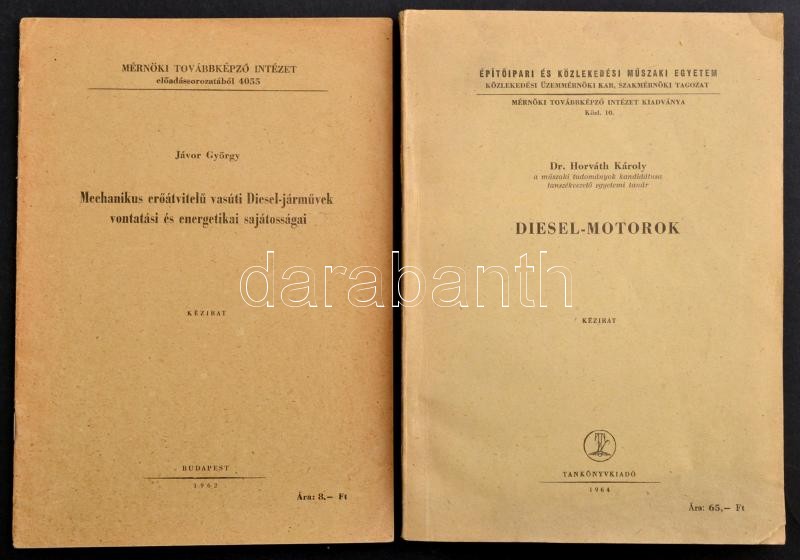 MÉRNÖKI TOVÁBBKÉPZŐ INTÉZET
előadássorozatából 4055
Jávor György
Mechanikus erőátvitelű vasúti Diesel-járművek
vontatási és energetikai sajátosságai
KÉZIRAT
BUDAPEST
1962
Ára: 8,— Ft
ÉPÍTŐIPARI ÉS KÖZLEKEDÉSI MŰSZAKI EGYETEM
KÖZLEKEDÉSI ÜZEMMÉRNÖKI KAR, SZAKMÉRNÖKI TAGOZAT
MÉRNÖKI TOVÁBBKÉPZŐ INTÉZET KIADVÁNYA
Közl. 10.
Dr. Horváth Károly
a műszaki tudományok kandidátusa
tanszékvezető egyetemi tanár
DIESEL-MOTOROK
KÉZIRAT
TANKÖNYVKIADÓ
1964
Ára: 65,— Ft
darabanth